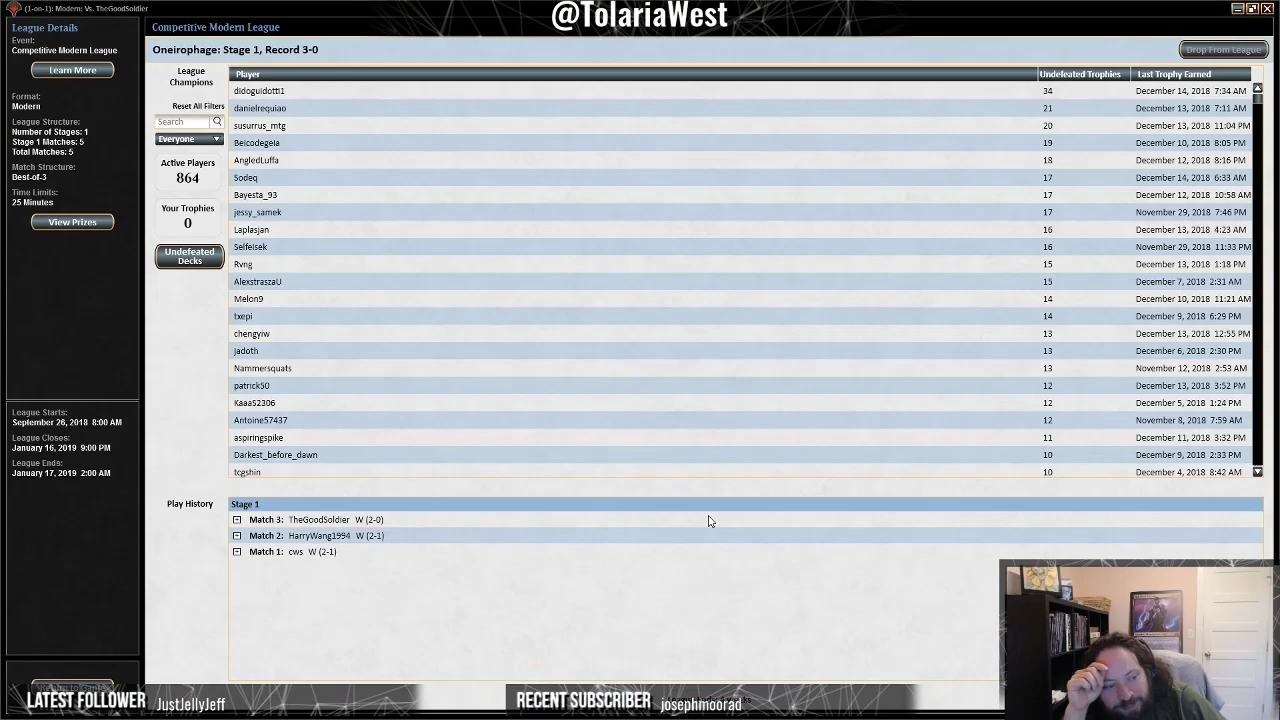 (1-on-1): Modern: Vs. TheGoodSoldier
@TolariaWest
League Details
Event:
Competitive Modern League
Learn More
Format:
Modern
League Structure:
Number of Stages: 1
Stage 1 Matches: 5
Total Matches: 5
Match Structure:
Best-of-3
Time Limits:
25 Minutes
View Prizes
League Starts:
September 26, 2018 8:00 AM
League Closes:
January 16, 2019 9:00 PM
League Ends:
January 17, 2019 2:00 AM
Competitive Modern League
Oneirophage: Stage 1, Record 3-0
Drop From League
League
Champions
Reset All Filters
Search
Everyone
Active Players
864
Your Trophies
0
Undefeated
Decks
Player Undefeated Trophies Last Trophy Earned
didoguidotti1 34 December 14, 2018 7:34 AM
danielrequiao 21 December 13, 2018 7:11 AM
susurrus_mtg 20 December 13, 2018 11:04 PM
Beicodegeia 19 December 10, 2018 8:05 PM
AngledLuffa 18 December 12, 2018 8:16 PM
Sodeq 17 December 14, 2018 6:33 AM
Bayesta_93 17 December 12, 2018 10:58 AM
jessy_samek 17 November 29, 2018 7:46 PM
Laplasjan 16 December 13, 2018 4:23 AM
Selfeisek 16 November 29, 2018 11:33 PM
Rvng 15 December 13, 2018 1:18 PM
AlexstraszaU 15 December 7, 2018 2:31 AM
Melon9 14 December 10, 2018 11:21 AM
txepi 14 December 9, 2018 6:29 PM
chengyiw 13 December 13, 2018 12:55 PM
Jadoth 13 December 6, 2018 2:30 PM
Nammersquats 13 November 12, 2018 2:53 AM
patrick50 12 December 13, 2018 3:52 PM
KaaaS2306 12 December 5, 2018 1:24 PM
Antoine57437 12 November 8, 2018 7:59 AM
aspiringspike 11 December 11, 2018 3:32 PM
Darkest_before_dawn 10 December 9, 2018 2:33 PM
tcgshin 10 December 4, 2018 8:42 AM
Play History
Stage 1
Match 3: TheGoodSoldier W (2-0)
Match 2: HarryWang1994 W (2-1)
Match 1: cws W (2-1)
LATEST FOLLOWER JustJellyJeff
RECENT SUBSCRIBER josephmoorad